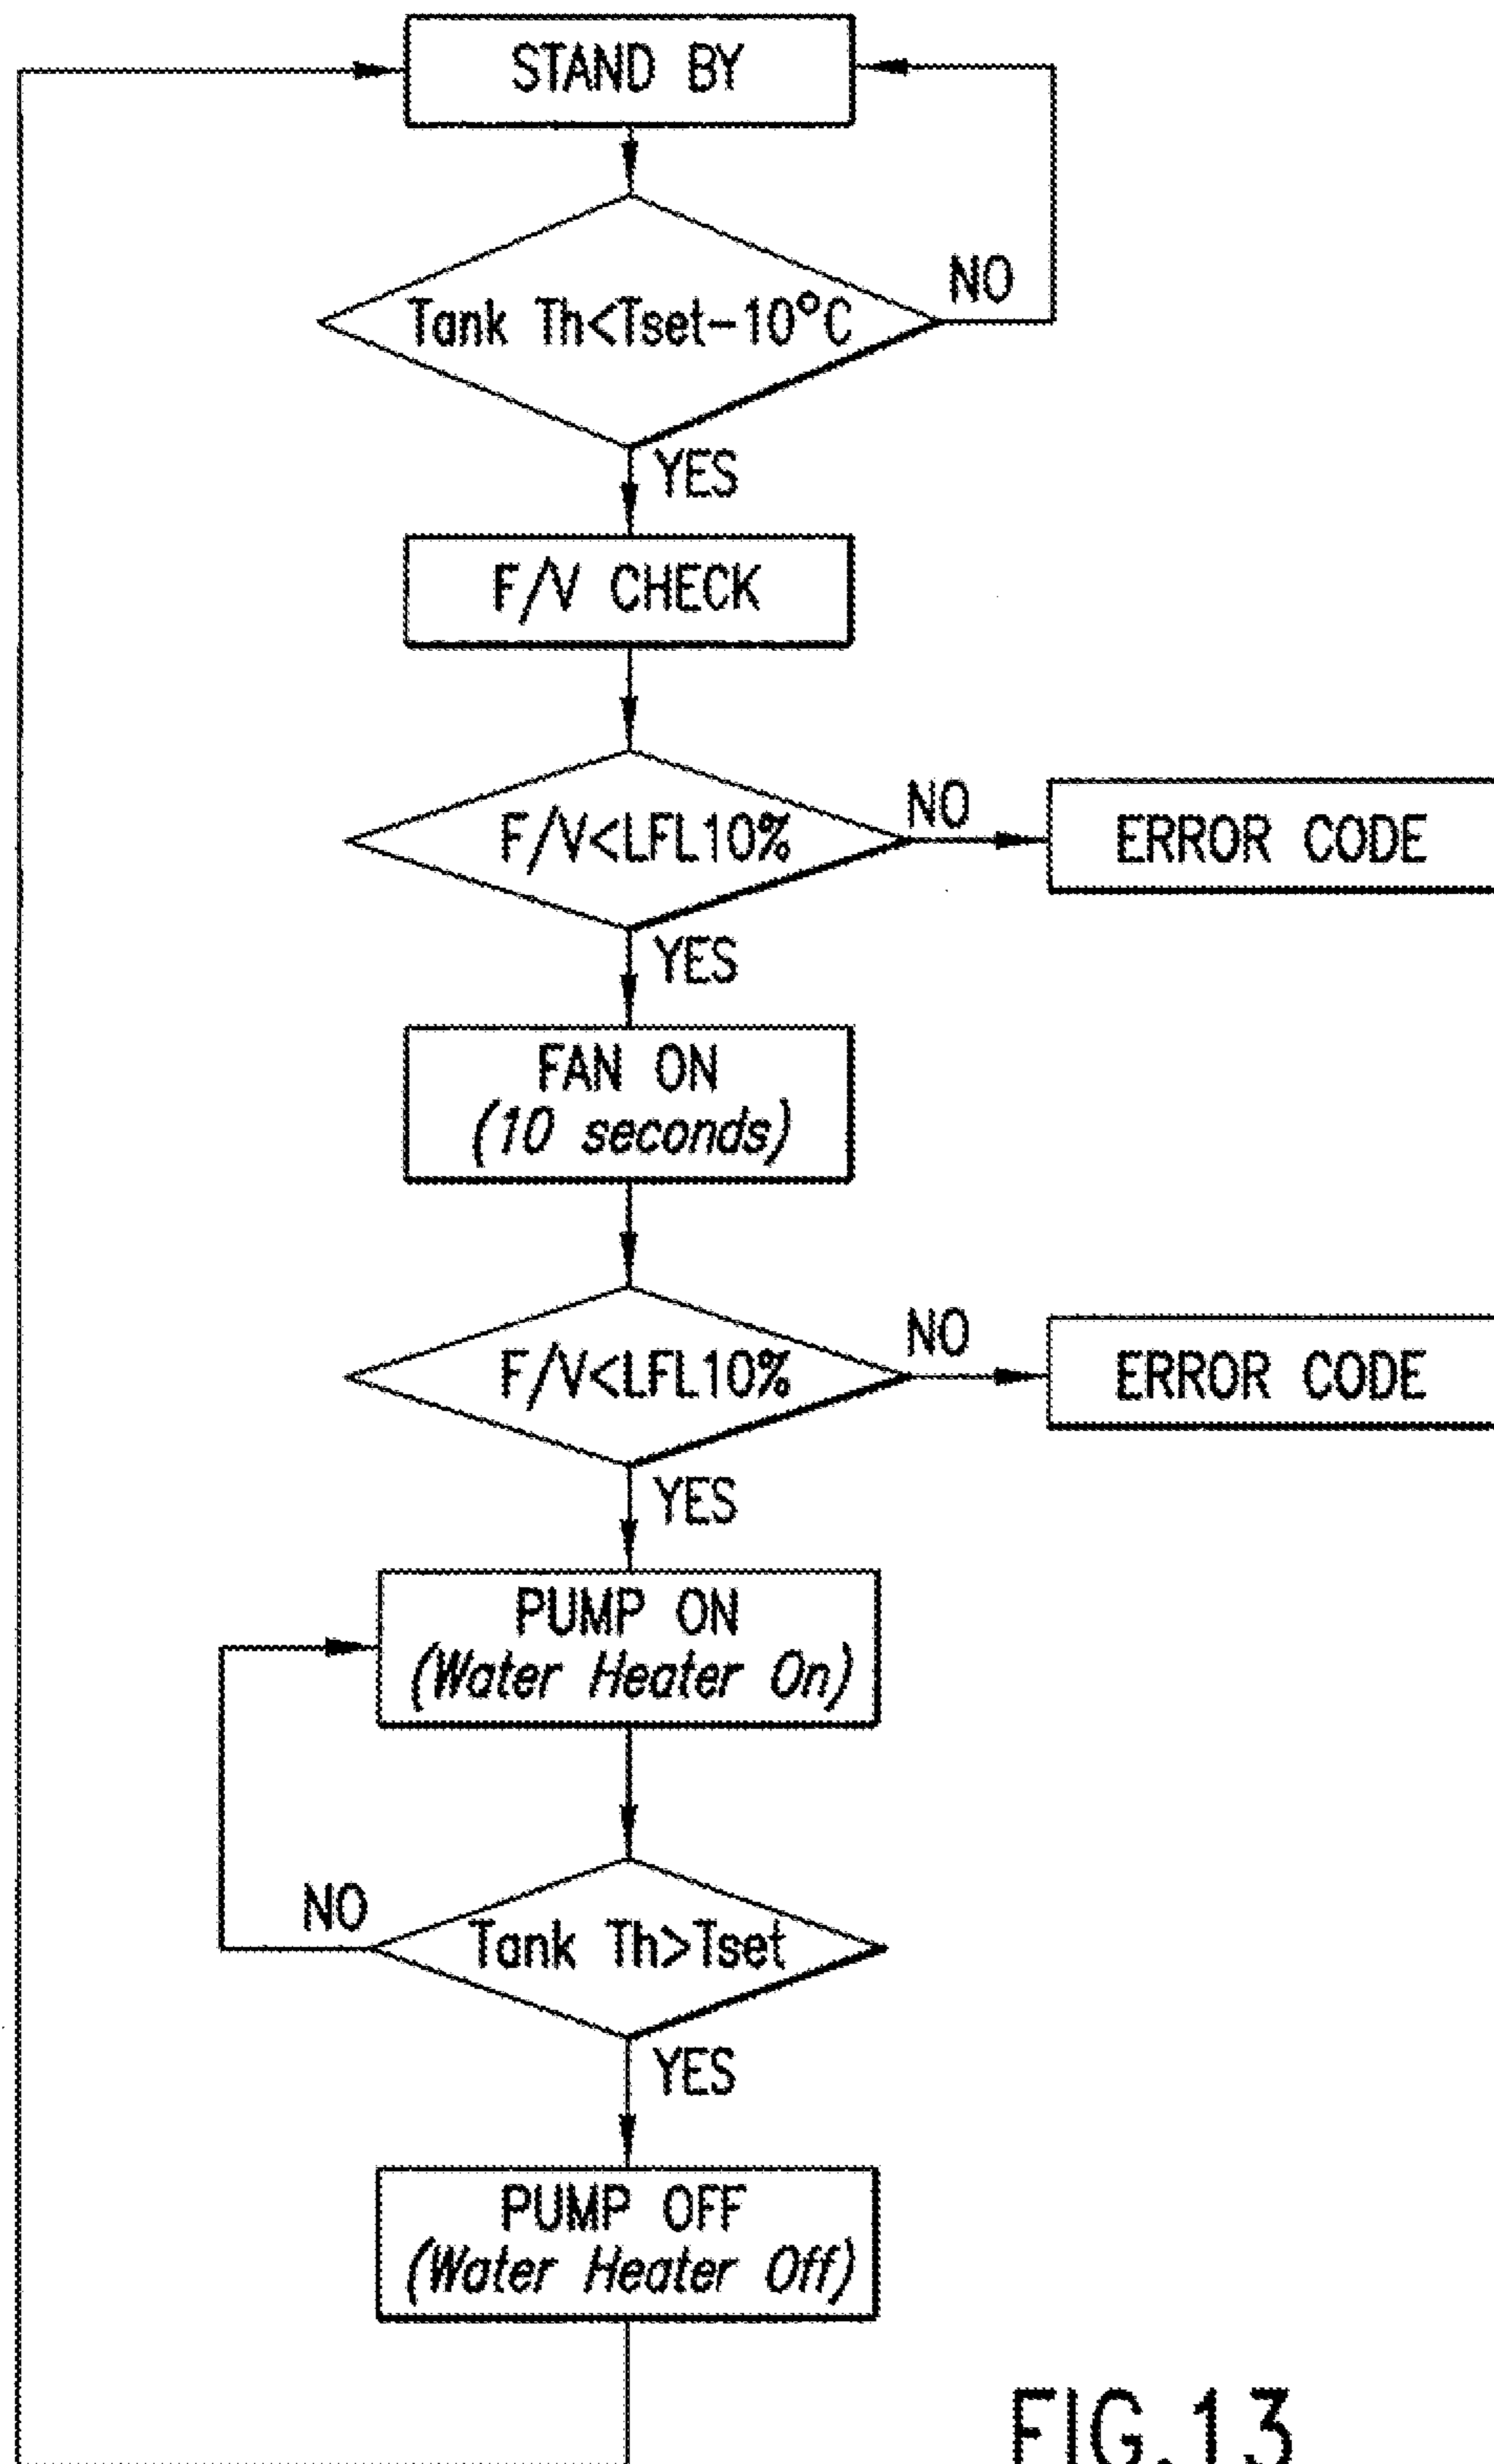 STAND BY
Tank Th<Tset-10°C
NO
YES
F/V CHECK
F/V<LFL10%
NO
ERROR CODE
YES
FAN ON
(10 seconds)
F/V<LFL10%
NO
ERROR CODE
YES
PUMP ON
(Water Heater On)
NO
Tank Th>Tset
YES
PUMP OFF
(Water Heater Off)
FIG.13